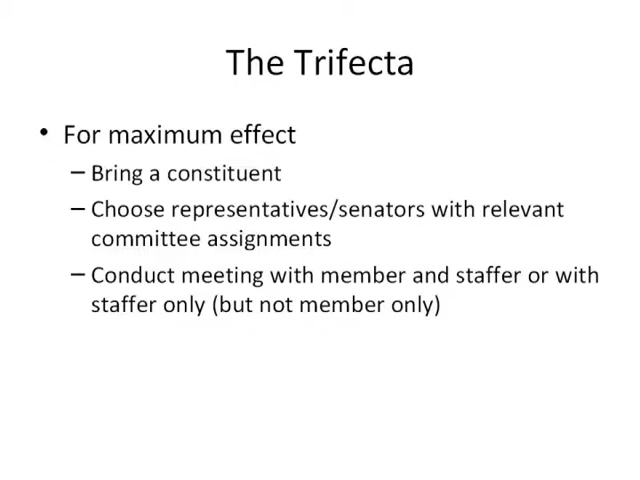 The Trifecta
• For maximum effect
– Bring a constituent
– Choose representatives/senators with relevant
committee assignments
– Conduct meeting with member and staffer or with
staffer only (but not member only)